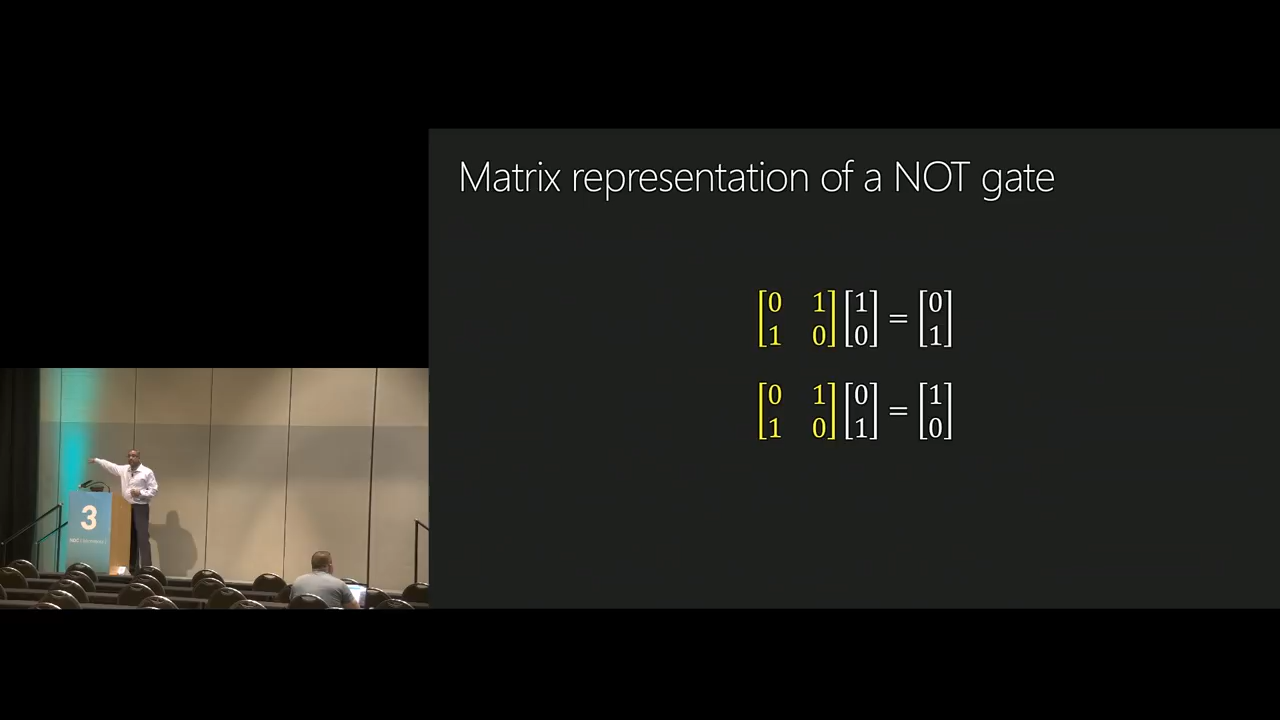 Matrix representation of a NOT gate
[0 1
1 0] [1
0] = [0
1]
[0 1
1 0] [0
1] = [1
0]
3